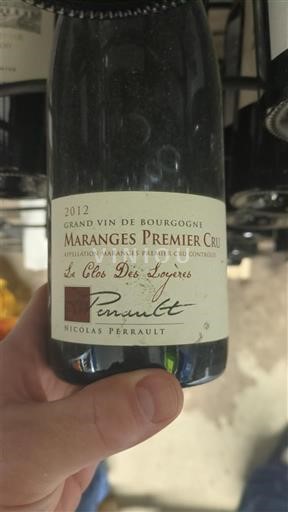 2012
GRAND VIN DE BOURGOGNE
MARANGES PREMIER CRU
APPELLATION MARANGES PREMIER CRU CONTRÔLÉE
Le Clos Des Loyères
Perrault
NICOLAS PERRAULT